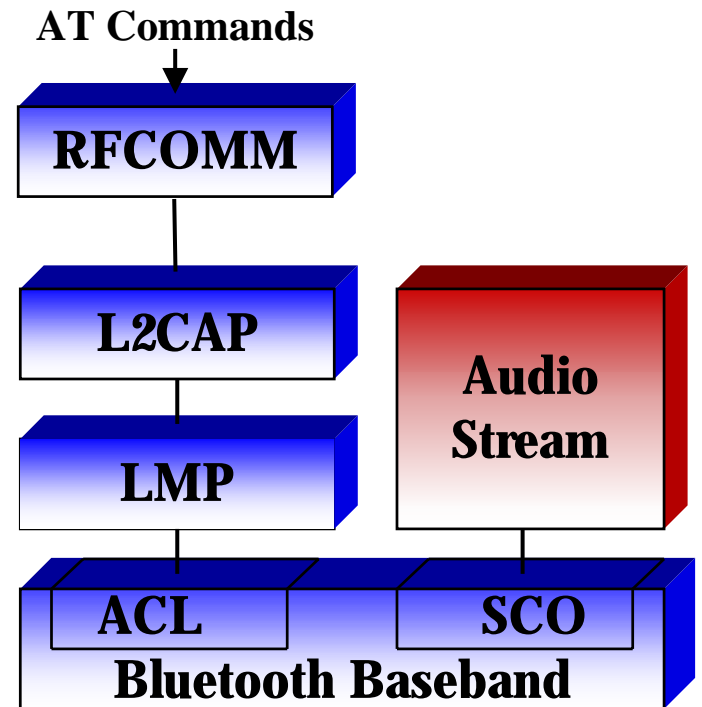 AT Commands
RFCOMM
L2CAP
Audio
Stream
LMP
ACL
SCO
Bluetooth Baseband